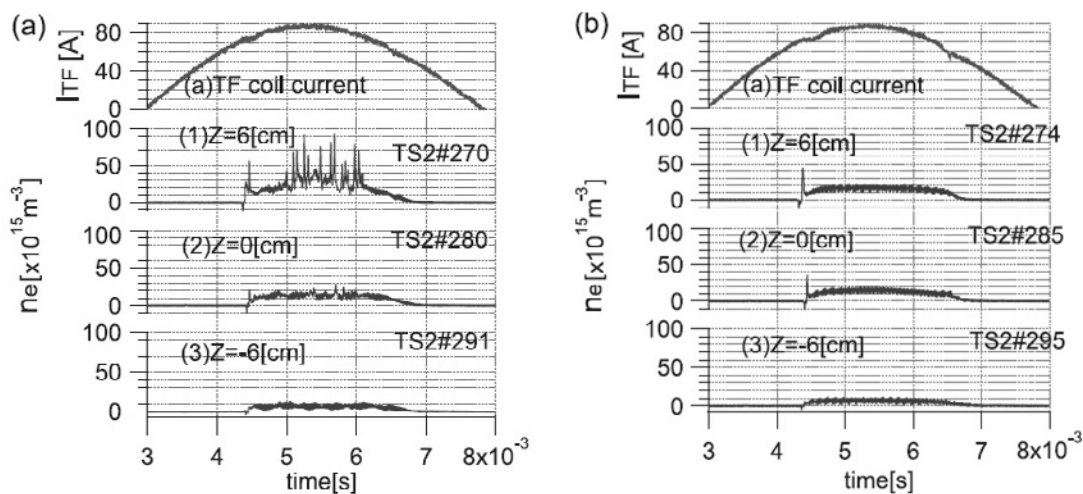 (a)
I_TF [A]
80
40
0
(a)TF coil current
n_e[x10^15 m^-3]
100
50
0
(1)Z=6[cm]
TS2#270
100
50
0
(2)Z=0[cm]
TS2#280
100
50
0
(3)Z=-6[cm]
TS2#291
3 4 5 6 7 8x10^-3
time[s]
(b)
I_TF [A]
80
40
0
(a)TF coil current
n_e[x10^15 m^-3]
100
50
0
(1)Z=6[cm]
TS2#274
100
50
0
(2)Z=0[cm]
TS2#285
100
50
0
(3)Z=-6[cm]
TS2#295
3 4 5 6 7 8x10^-3
time[s]